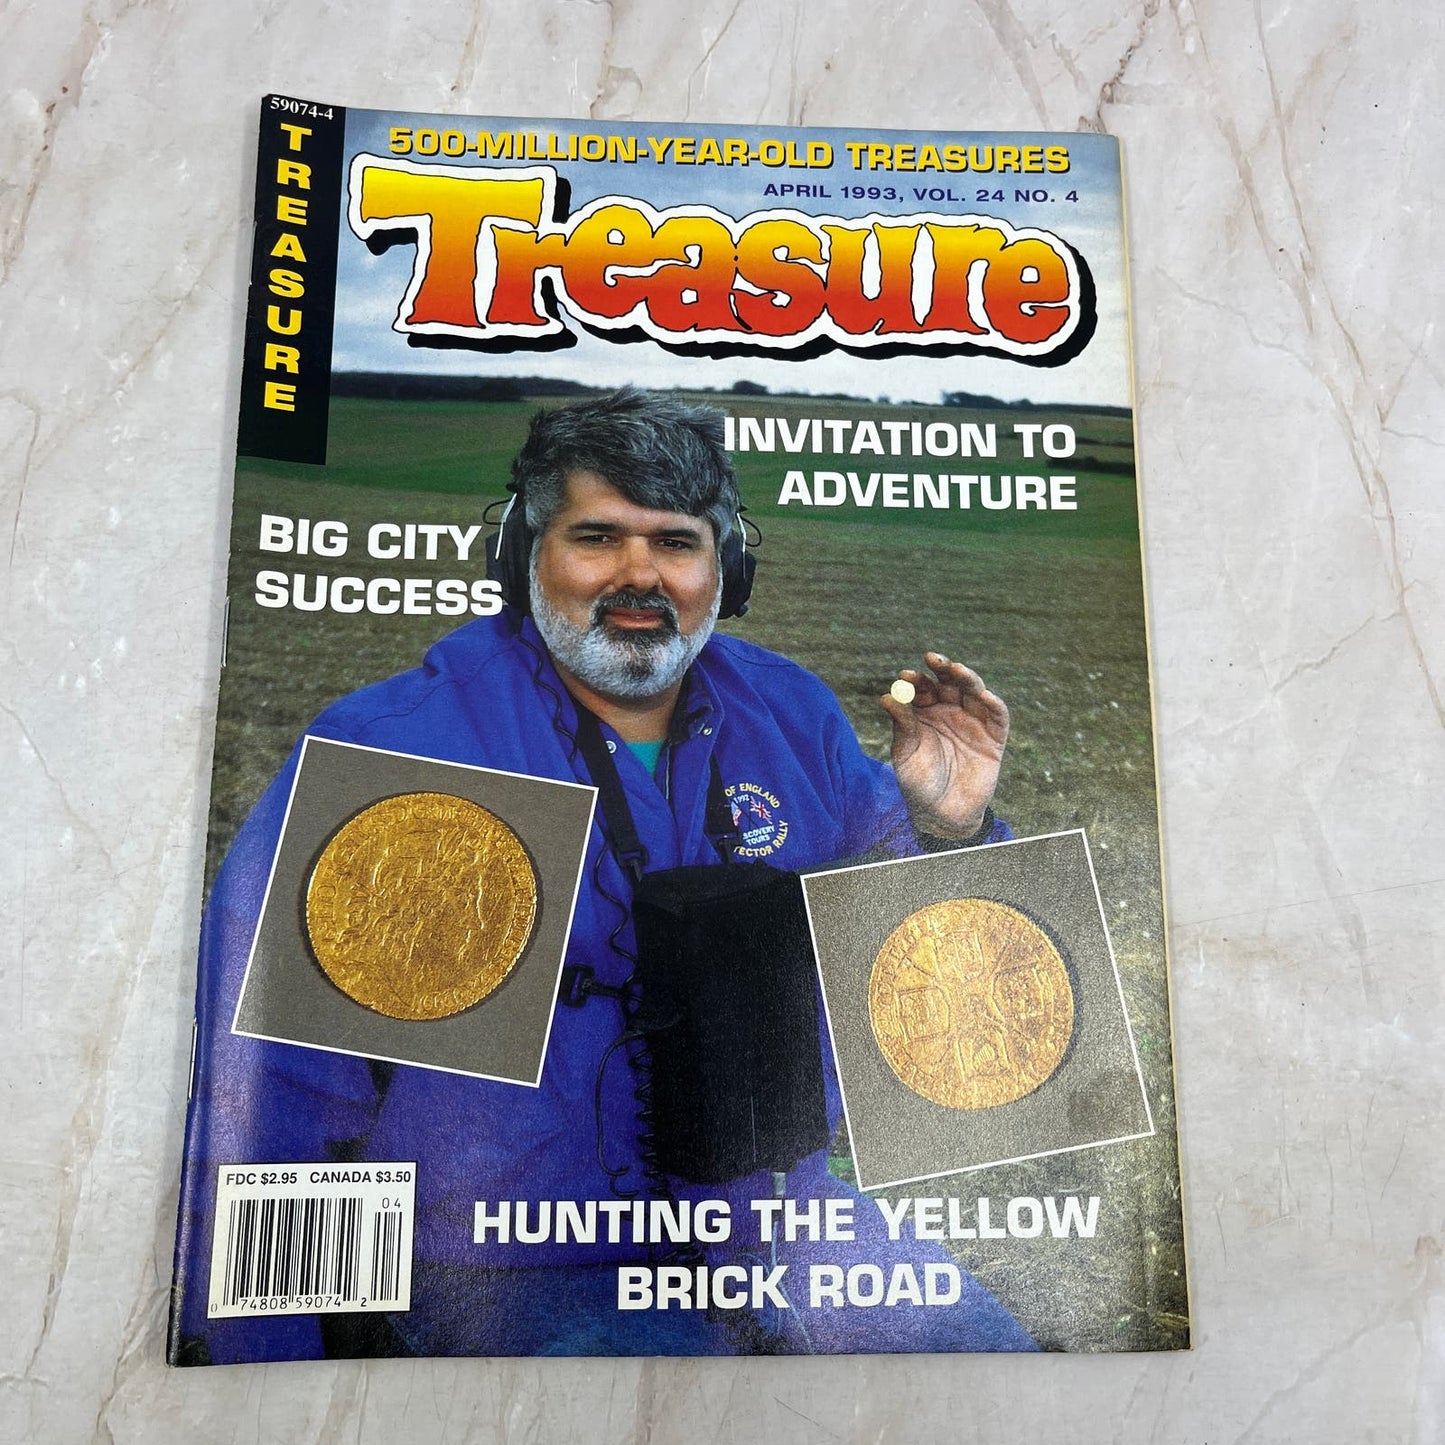 59074-4
TREASURE
500-MILLION-YEAR-OLD TREASURES
APRIL 1993, VOL. 24 NO. 4
Treasure
INVITATION TO
ADVENTURE
BIG CITY
SUCCESS
OF ENGLAND
1992
TOURS
RALLY
FDC $2.95 CANADA $3.50
04
0 74808 59074 2
HUNTING THE YELLOW
BRICK ROAD